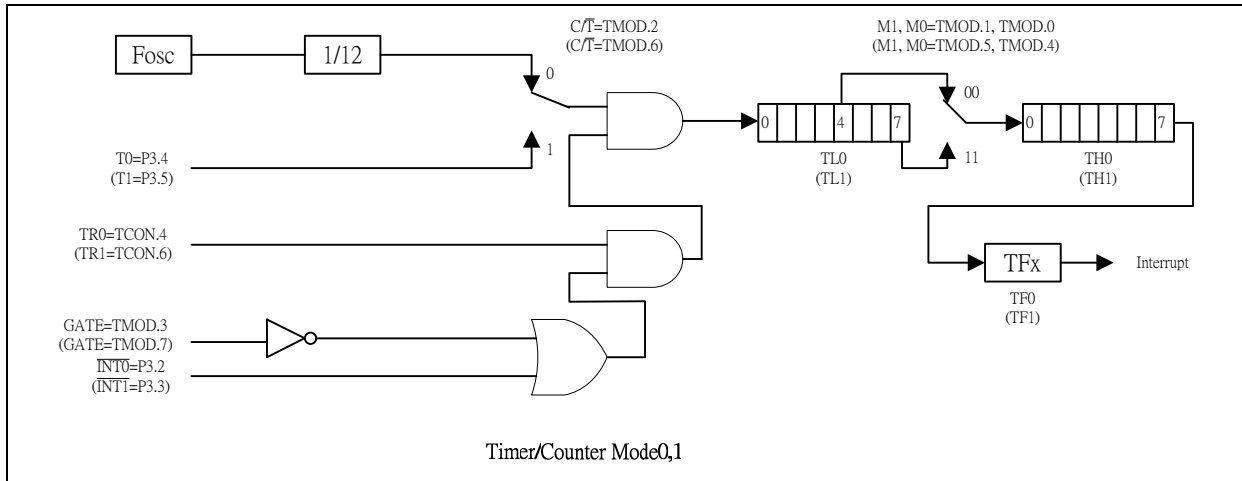 C/T̅=TMOD.2
(C/T̅=TMOD.6)
M1, M0=TMOD.1, TMOD.0
(M1, M0=TMOD.5, TMOD.4)
Fosc
1/12
0
00
0
4
7
0
7
1
11
TL0
(TL1)
TH0
(TH1)
T0=P3.4
(T1=P3.5)
TR0=TCON.4
(TR1=TCON.6)
TFx
Interrupt
TF0
(TF1)
GATE=TMOD.3
(GATE=TMOD.7)
I̅N̅T̅0̅=P3.2
(I̅N̅T̅1̅=P3.3)
Timer/Counter Mode0,1